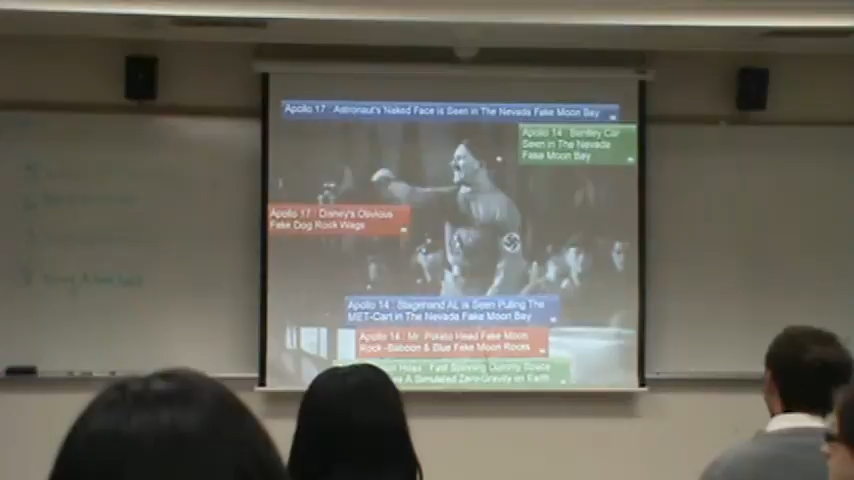 Apollo 17 : Astronaut's Naked Face is Seen in The Nevada Fake Moon Bay
Apollo 14 : Bentley Car
Seen in The Nevada
Fake Moon Bay
Apollo 17 : Disney's Obvious
Fake Dog Rock Wags
Apollo 14 : Stagehand AL is Seen Pulling The
MET-Cart in The Nevada Fake Moon Bay
Apollo 14 : Mr. Potato Head Fake Moon
Rock -Baboon & Blue Fake Moon Rocks
Hoax : Fast Spinning Dummy Space
A Simulated Zero-Gravity on Earth